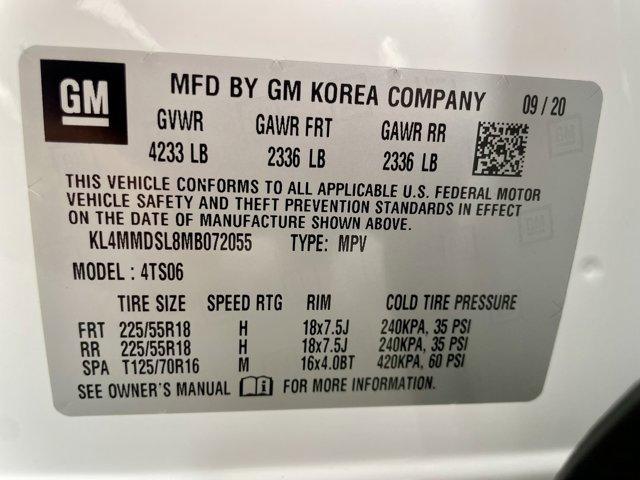 GM MFD BY GM KOREA COMPANY 09 / 20
GVWR GAWR FRT GAWR RR
4233 LB 2336 LB 2336 LB
THIS VEHICLE CONFORMS TO ALL APPLICABLE U.S. FEDERAL MOTOR
VEHICLE SAFETY AND THEFT PREVENTION STANDARDS IN EFFECT
ON THE DATE OF MANUFACTURE SHOWN ABOVE.
KL4MMDSL8MB072055 TYPE: MPV
MODEL : 4TS06
TIRE SIZE SPEED RTG RIM COLD TIRE PRESSURE
FRT 225/55R18 H 18x7.5J 240KPA, 35 PSI
RR 225/55R18 H 18x7.5J 240KPA, 35 PSI
SPA T125/70R16 M 16x4.0BT 420KPA, 60 PSI
SEE OWNER'S MANUAL FOR MORE INFORMATION.